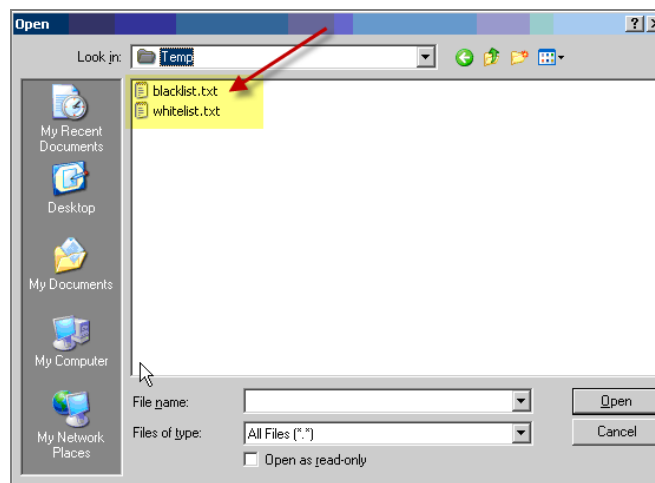 Open
Look in:
Temp
blacklist.txt
whitelist.txt
My Recent
Documents
Desktop
My Documents
My Computer
My Network
Places
File name:
Open
Files of type:
All Files (*.*)
Cancel
Open as read-only